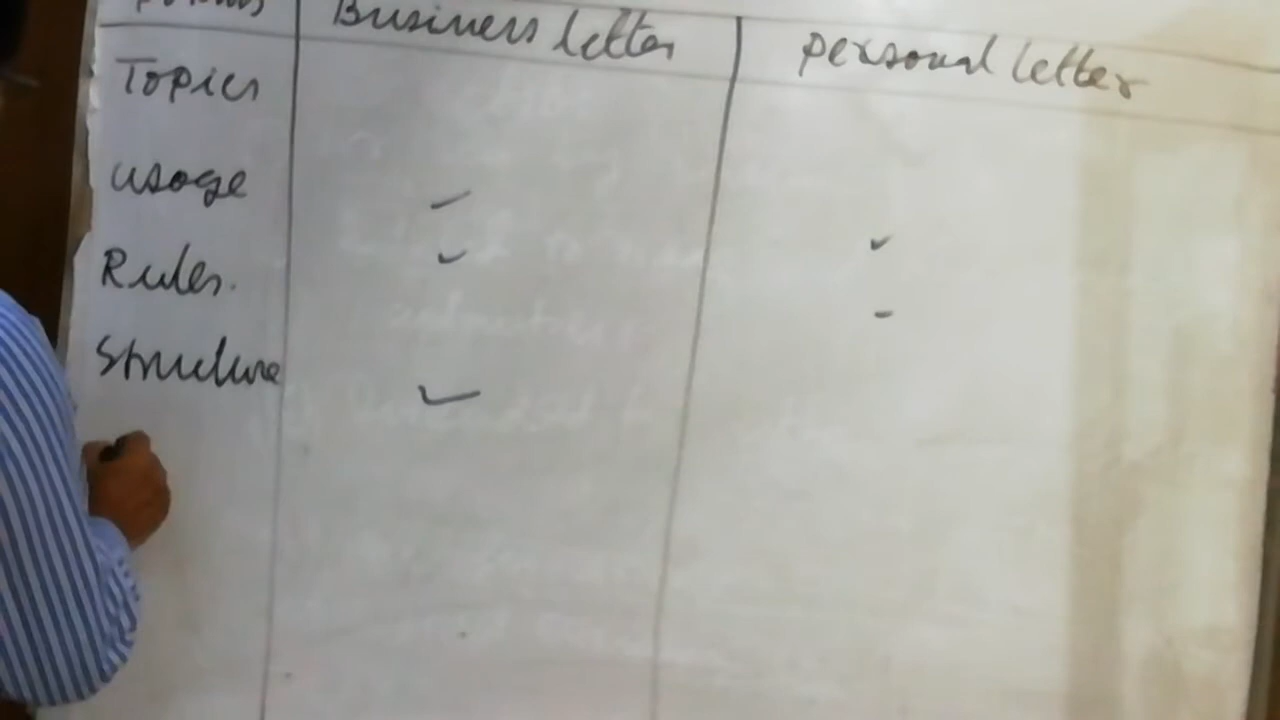 Business letter personal letter
Topics
usage
Rules.
Structure